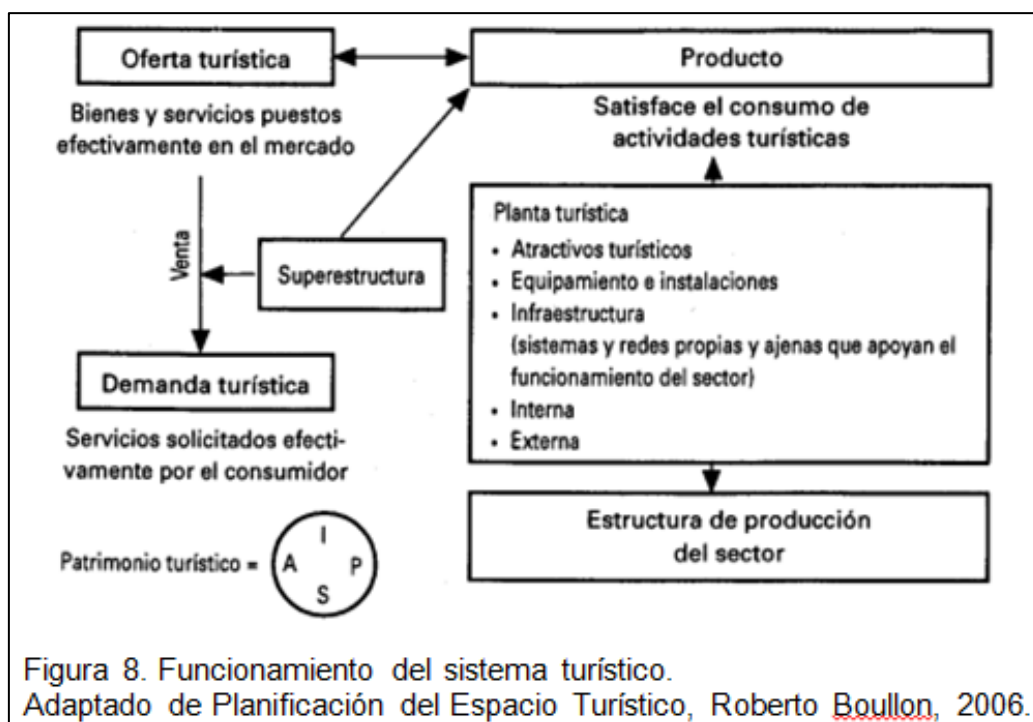 Oferta turística
Producto
Bienes y servicios puestos
efectivamente en el mercado
Satisface el consumo de
actividades turísticas
Venta
Superestructura
Planta turística
• Atractivos turísticos
• Equipamiento e instalaciones
• Infraestructura
(sistemas y redes propias y ajenas que apoyan el
funcionamiento del sector)
• Interna
• Externa
Demanda turística
Servicios solicitados efecti-
vamente por el consumidor
Estructura de producción
del sector
Patrimonio turístico =
I
A P
S
Figura 8. Funcionamiento del sistema turístico.
Adaptado de Planificación del Espacio Turístico, Roberto Boullon, 2006.